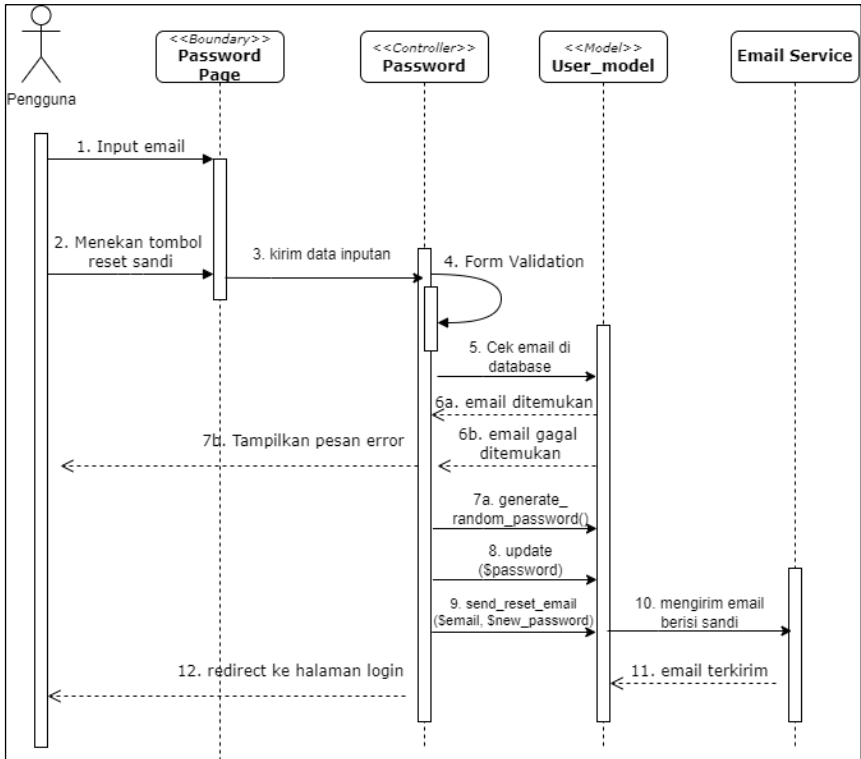 <<Boundary>>
Password
Page
<<Controller>>
Password
<<Model>>
User_model
Email Service
Pengguna
1. Input email
2. Menekan tombol
reset sandi
3. kirim data inputan
4. Form Validation
5. Cek email di
database
6a. email ditemukan
7b. Tampilkan pesan error
6b. email gagal
ditemukan
7a. generate_
random_password()
8. update
($password)
9. send_reset_email
($email, $new_password)
10. mengirim email
berisi sandi
11. email terkirim
12. redirect ke halaman login